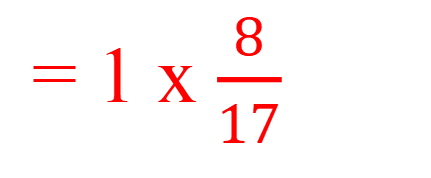 = 1 x 8/17